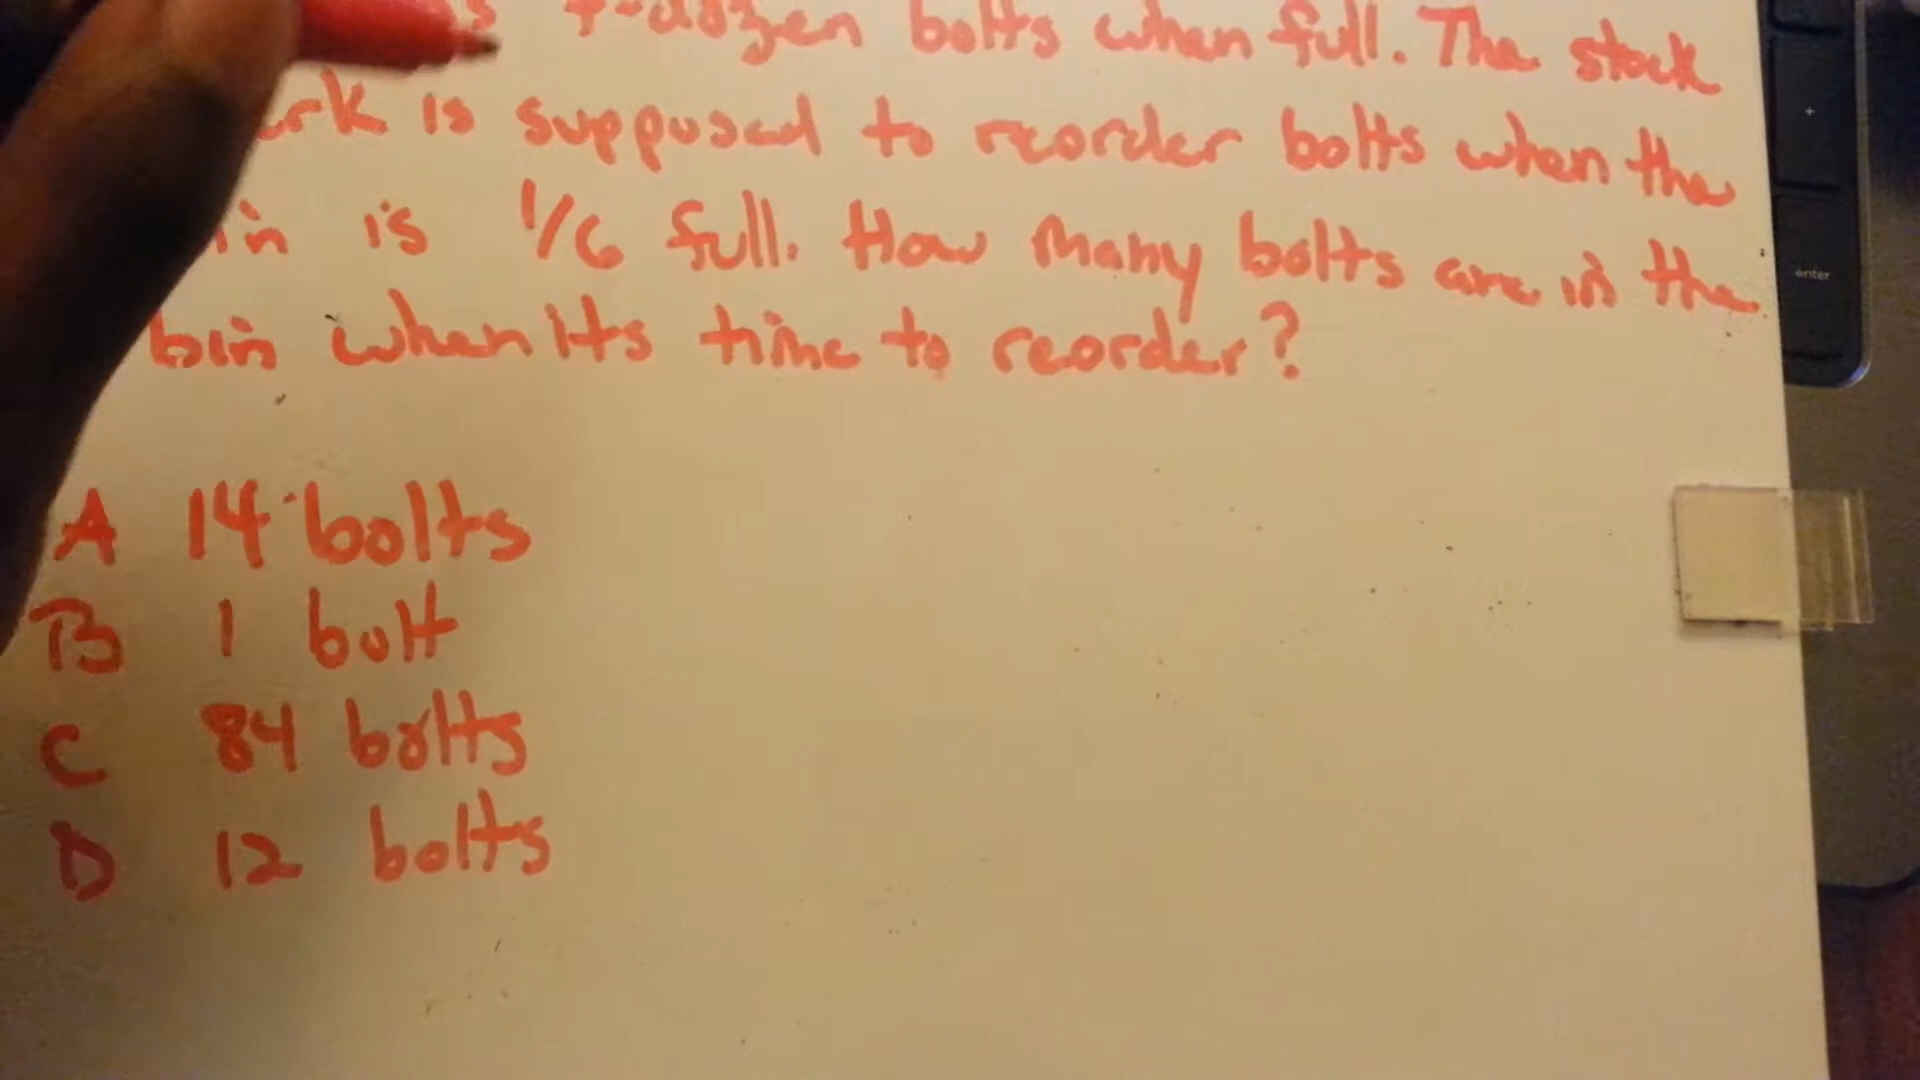 -dozen bolts when full. The stock
is supposed to reorder bolts when the
is 1/6 full. How many bolts are in the
bin when its time to reorder?
A 14 bolts
B 1 bolt
C 84 bolts
D 12 bolts
+
enter